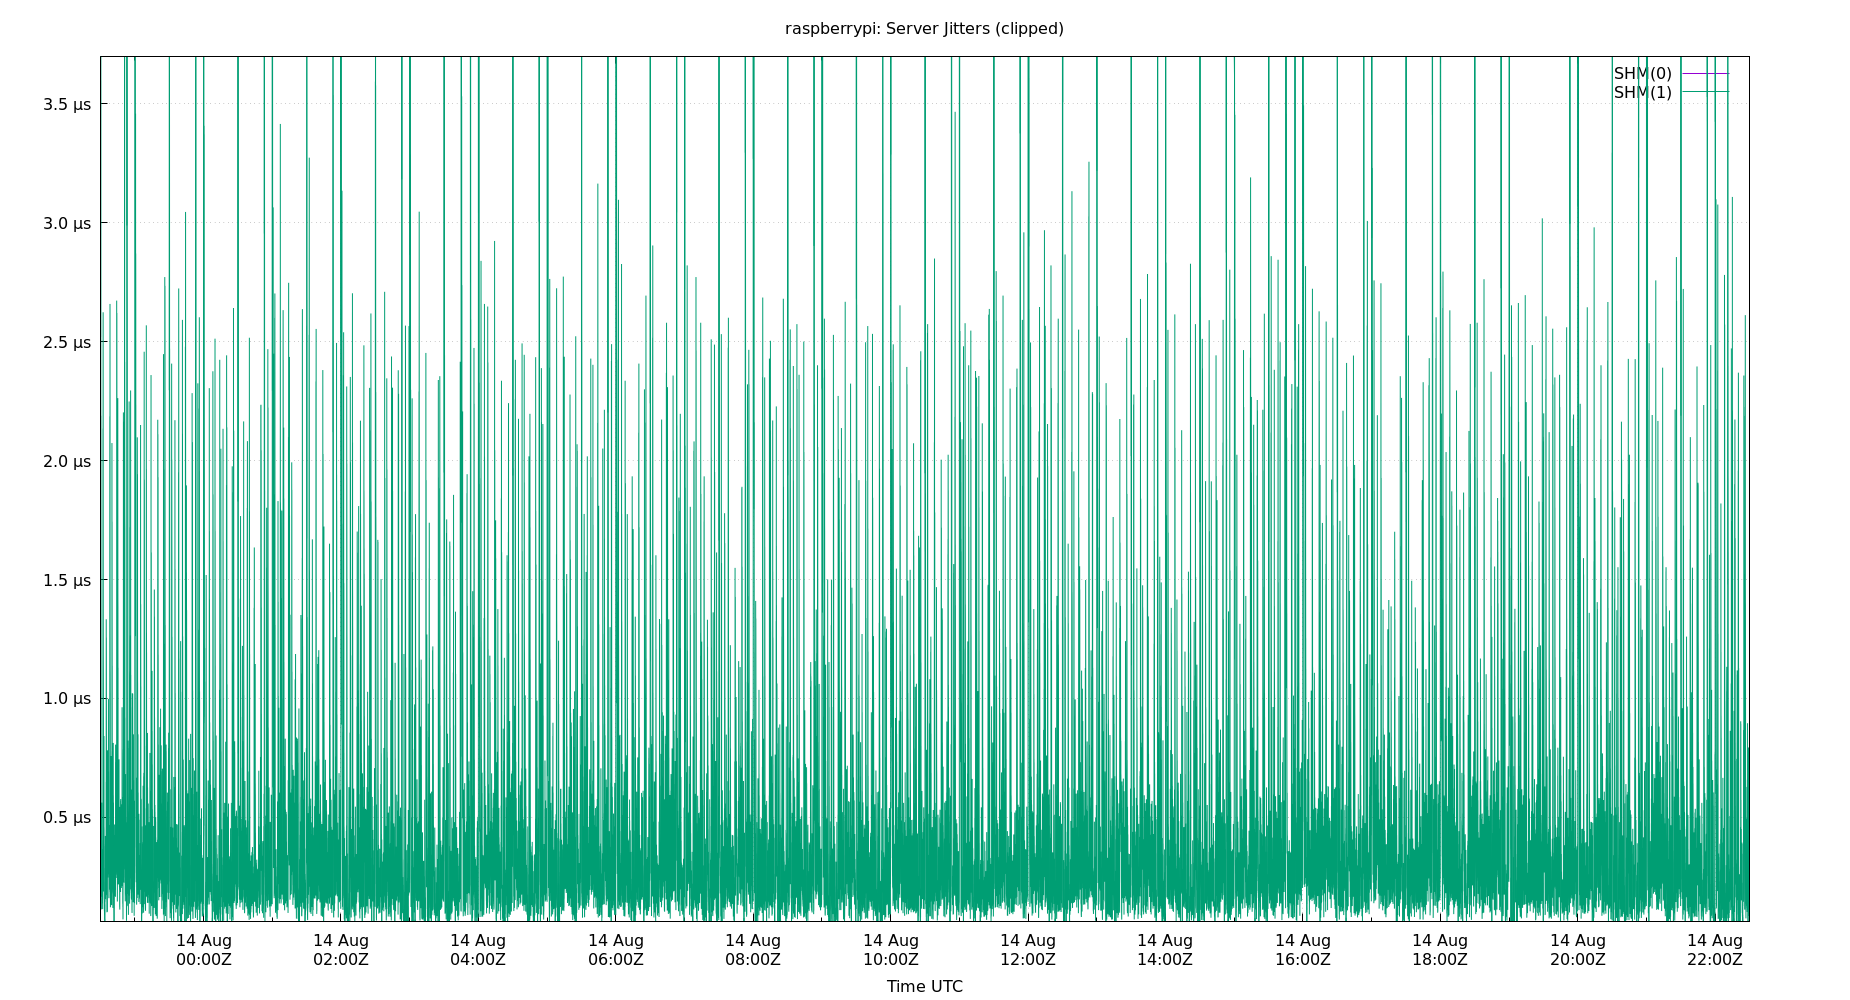 raspberrypi: Server Jitters (clipped)
SHM(0)
SHM(1)
3.5 μs
3.0 μs
2.5 μs
2.0 μs
1.5 μs
1.0 μs
0.5 μs
14 Aug 14 Aug 14 Aug 14 Aug 14 Aug 14 Aug 14 Aug 14 Aug 14 Aug 14 Aug 14 Aug 14 Aug
00:00Z 02:00Z 04:00Z 06:00Z 08:00Z 10:00Z 12:00Z 14:00Z 16:00Z 18:00Z 20:00Z 22:00Z
Time UTC